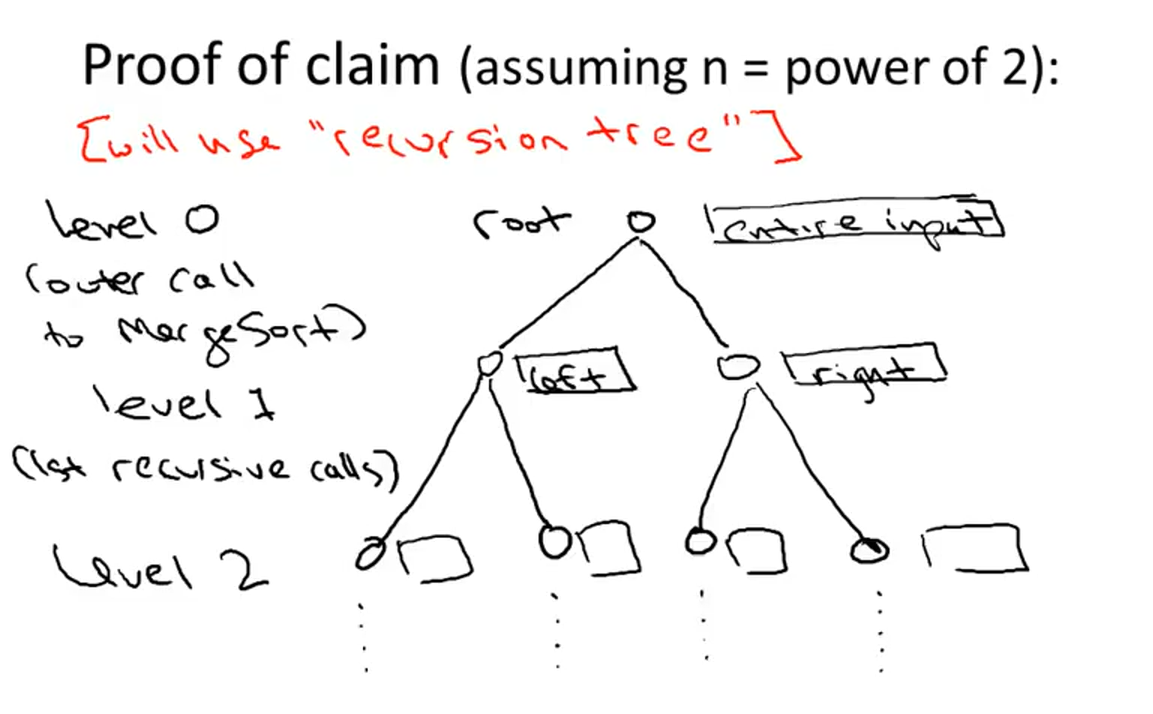 Proof of claim (assuming n = power of 2):
[will use "recursion tree"]
level 0
root
entire input
(outer call
to MergeSort)
left
right
level 1
(1st recursive calls)
level 2